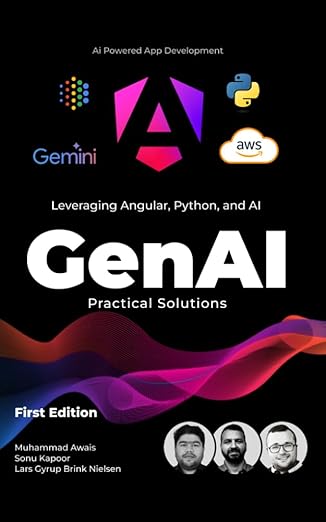 Ai Powered App Development
Gemini
aws
Leveraging Angular, Python, and AI
GenAI
Practical Solutions
First Edition
Muhammad Awais
Sonu Kapoor
Lars Gyrup Brink Nielsen